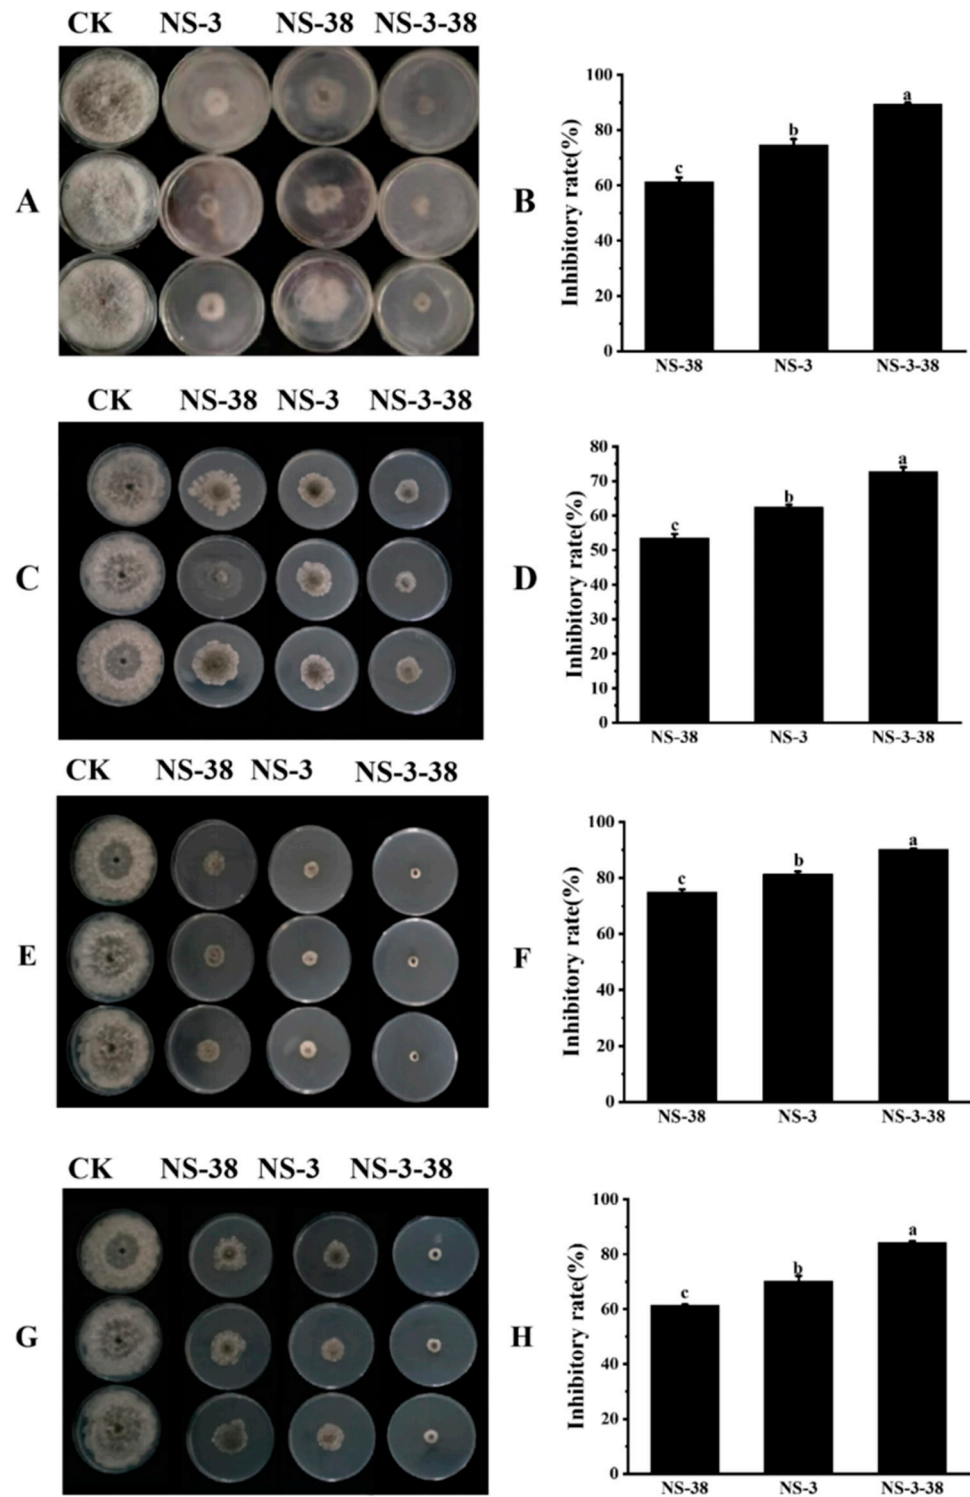 CK NS-3 NS-38 NS-3-38
A
B
Inhibitory rate(%)
100
80
60
40
20
0
c
b
a
NS-38 NS-3 NS-3-38
CK NS-38 NS-3 NS-3-38
C
D
Inhibitory rate(%)
80
70
60
50
40
30
20
10
0
c
b
a
NS-38 NS-3 NS-3-38
CK NS-38 NS-3 NS-3-38
E
F
Inhibitory rate(%)
100
80
60
40
20
0
c
b
a
NS-38 NS-3 NS-3-38
CK NS-38 NS-3 NS-3-38
G
H
Inhibitory rate(%)
100
80
60
40
20
0
c
b
a
NS-38 NS-3 NS-3-38